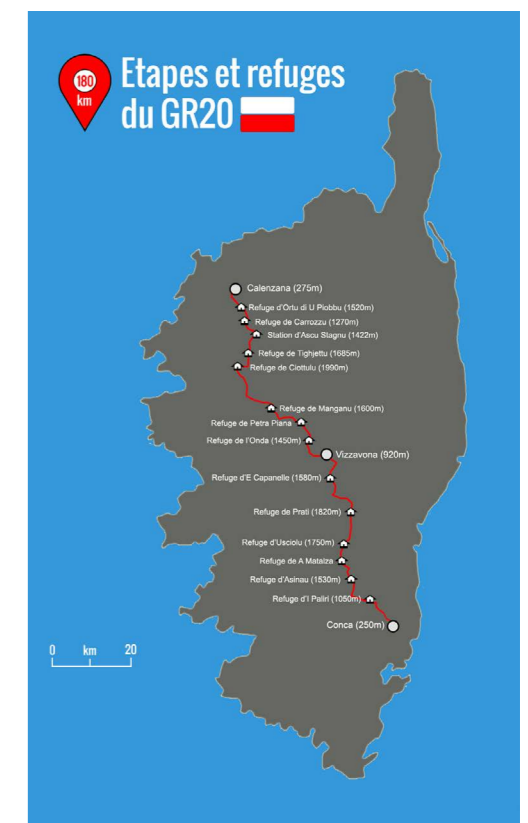 180
km
Etapes et refuges
du GR20
Calenzana (275m)
Refuge d'Ortu di U Piobbu (1520m)
Refuge de Carrozzu (1270m)
Station d'Ascu Stagnu (1422m)
Refuge de Tighjettu (1685m)
Refuge de Ciottulu (1990m)
Refuge de Manganu (1600m)
Refuge de Petra Piana
Refuge de l'Onda (1450m)
Vizzavona (920m)
Refuge d'E Capanelle (1580m)
Refuge de Prati (1820m)
Refuge d'Usciolu (1750m)
Refuge de A Matalza
Refuge d'Asinau (1530m)
Refuge d'I Paliri (1050m)
Conca (250m)
0 km 20